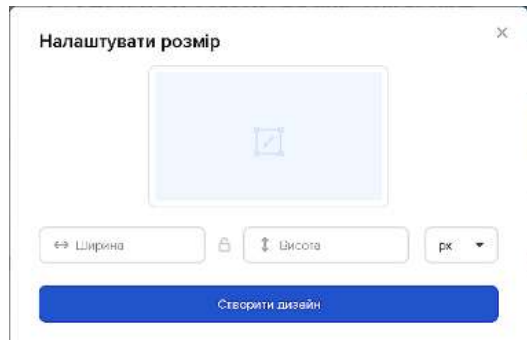 Налаштувати розмір
Ширина
Висота
px
Створити дизайн